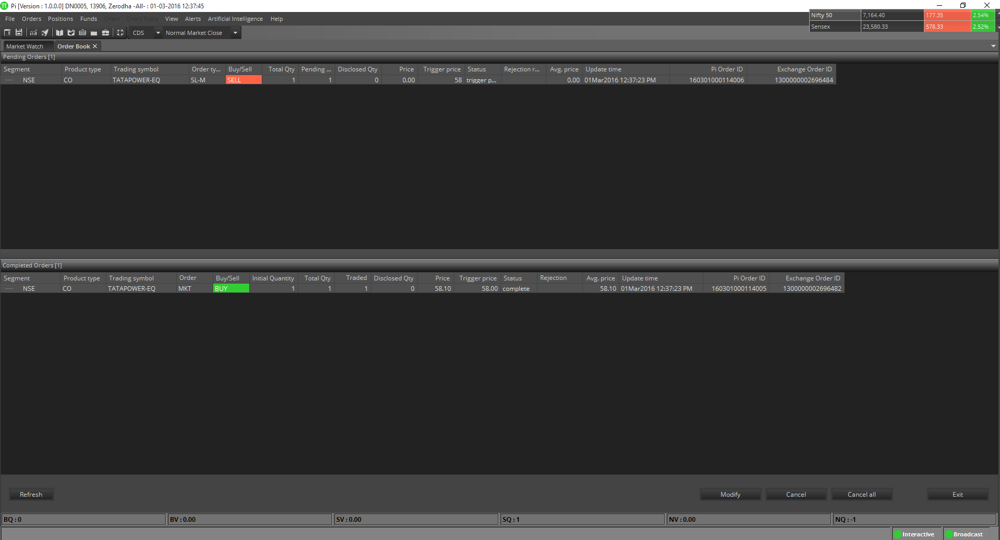 Pi [Version : 1.0.0.0] DN0005, 13906, Zerodha -All- : 01-03-2016 12:37:45
File Orders Positions Funds Chart Chart Tools View Alerts Artificial Intelligence Help
Nifty 50 7,164.40 177.35 2.54%
Sensex 23,580.33 578.33 2.52%
CDS Normal Market Close
Market Watch Order Book
Pending Orders [1]
Segment Product type Trading symbol Order ty... Buy/Sell Total Qty Pending ... Disclosed Qty Price Trigger price Status Rejection r... Avg. price Update time Pi Order ID Exchange Order ID
NSE CO TATAPOWER-EQ SL-M SELL 1 1 0 0.00 58 trigger p... 0.00 01Mar2016 12:37:23 PM 160301000114006 1300000002696484
Completed Orders [1]
Segment Product type Trading symbol Order Buy/Sell Initial Quantity Total Qty Traded Disclosed Qty Price Trigger price Status Rejection Avg. price Update time Pi Order ID Exchange Order ID
NSE CO TATAPOWER-EQ MKT BUY 1 1 1 0 58.10 58.00 complete 58.10 01Mar2016 12:37:23 PM 160301000114005 1300000002696482
Refresh Modify Cancel Cancel all Exit
BQ : 0 BV : 0.00 SV : 0.00 SQ : 1 NV : 0.00 NQ : -1
Interactive Broadcast